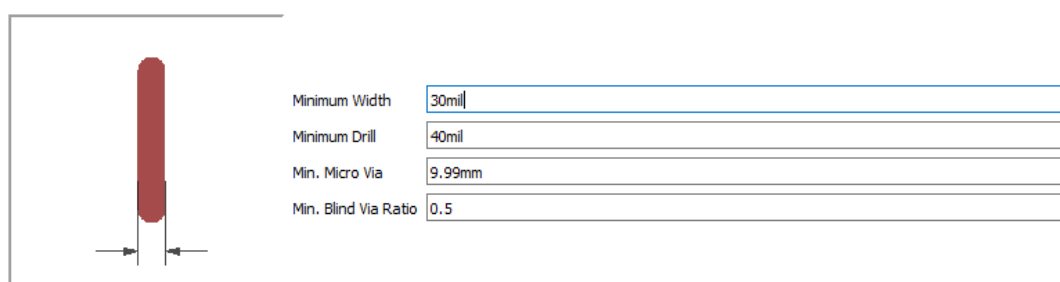 Minimum Width 30mil
Minimum Drill 40mil
Min. Micro Via 9.99mm
Min. Blind Via Ratio 0.5